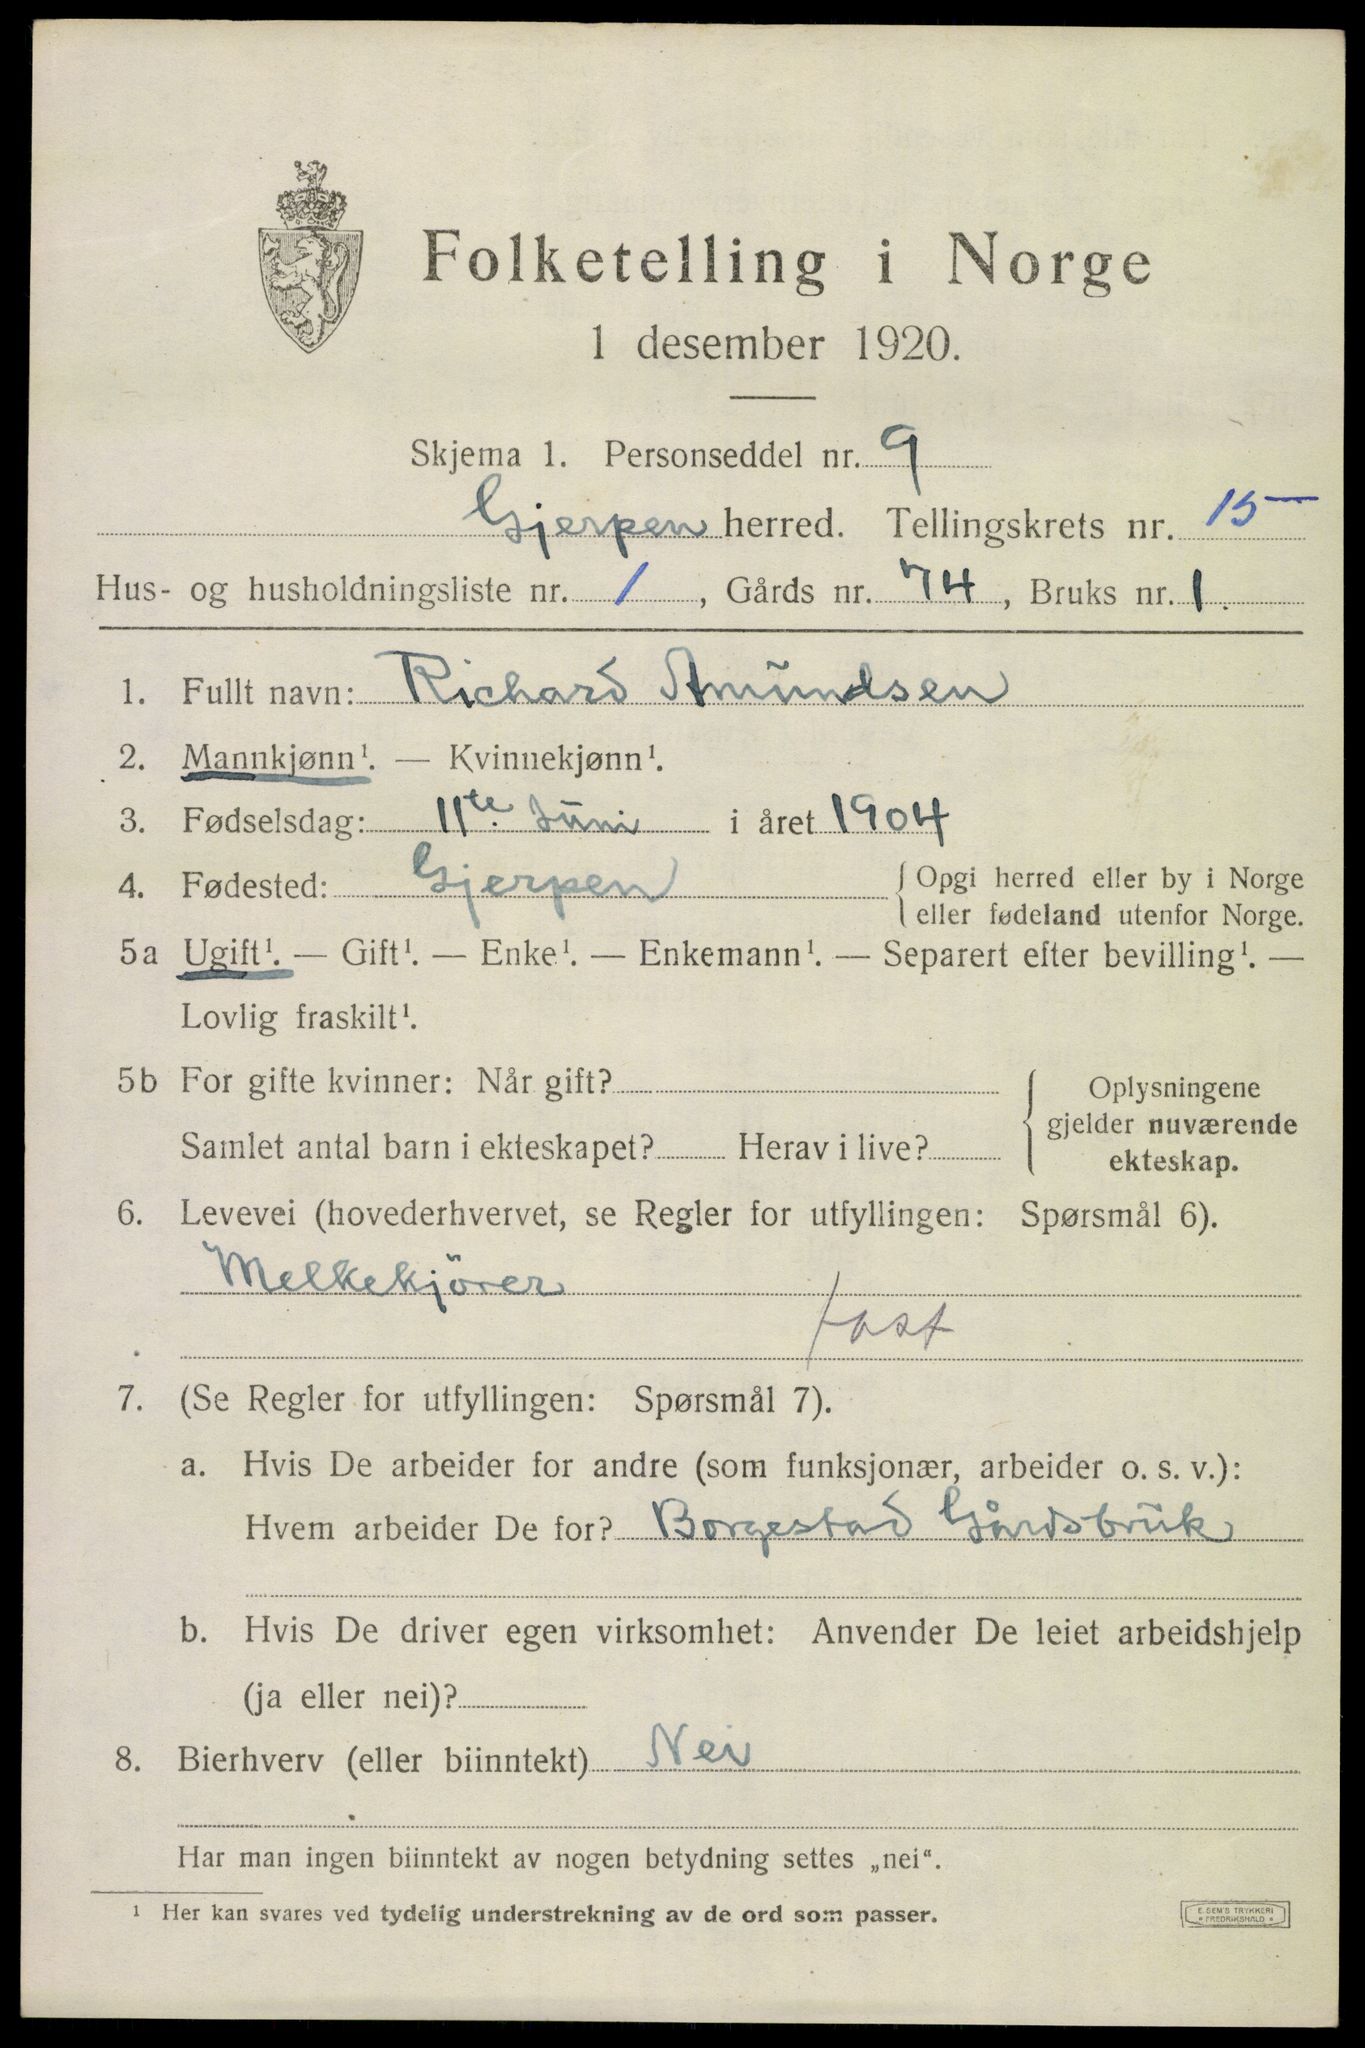 Folketelling i Norge
1 desember 1920.
Skjema 1. Personseddel nr. 9
Gjerpen herred. Tellingskrets nr. 15
Hus- og husholdningsliste nr. 1, Gårds nr. 74, Bruks nr. 1.
1. Fullt navn: Richard Amundsen
2. Mannkjønn¹. — Kvinnekjønn¹.
3. Fødselsdag: 11te Juni i året 1904
4. Fødested: Gjerpen { Opgi herred eller by i Norge
eller fødeland utenfor Norge.
5a Ugift¹. — Gift¹. — Enke¹. — Enkemann¹. — Separert efter bevilling¹. —
Lovlig fraskilt¹.
5b For gifte kvinner: Når gift?
Samlet antal barn i ekteskapet? Herav i live?
{ Oplysningene
gjelder nuværende
ekteskap.
6. Levevei (hovederhvervet, se Regler for utfyllingen: Spørsmål 6).
Melkekjörer
fast
7. (Se Regler for utfyllingen: Spørsmål 7).
a. Hvis De arbeider for andre (som funksjonær, arbeider o. s. v.):
Hvem arbeider De for? Borgestad Gårdsbruk
b. Hvis De driver egen virksomhet: Anvender De leiet arbeidshjelp
(ja eller nei)?
8. Bierhverv (eller biinntekt) Nei
Har man ingen biinntekt av nogen betydning settes „nei“.
¹ Her kan svares ved tydelig understrekning av de ord som passer.
E. SEM'S TRYKKERI
* FREDRIKSHALD *